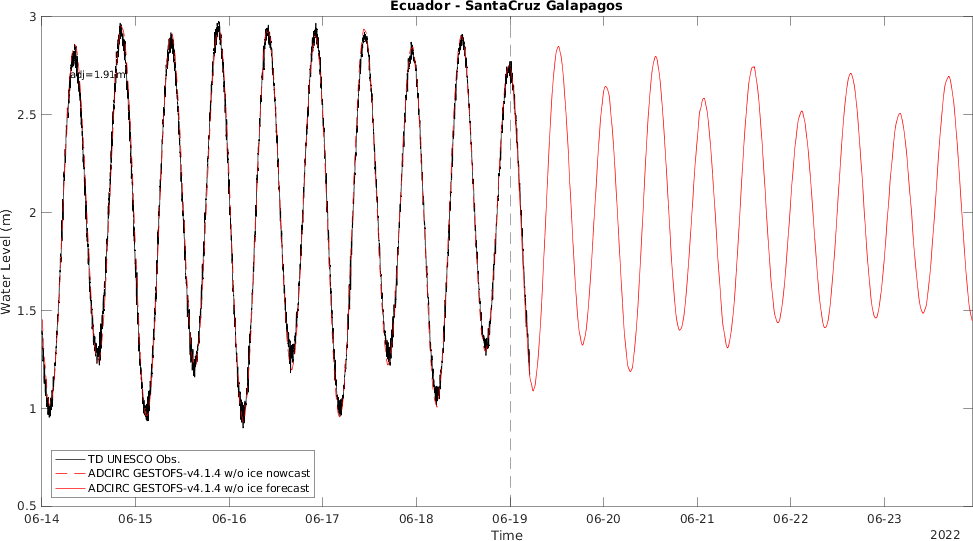 Ecuador - SantaCruz Galapagos
3
adj=1.91m
2.5
2
Water Level (m)
1.5
1
TD UNESCO Obs.
ADCIRC GESTOFS-v4.1.4 w/o ice nowcast
ADCIRC GESTOFS-v4.1.4 w/o ice forecast
0.5
06-14 06-15 06-16 06-17 06-18 06-19 06-20 06-21 06-22 06-23
Time
2022